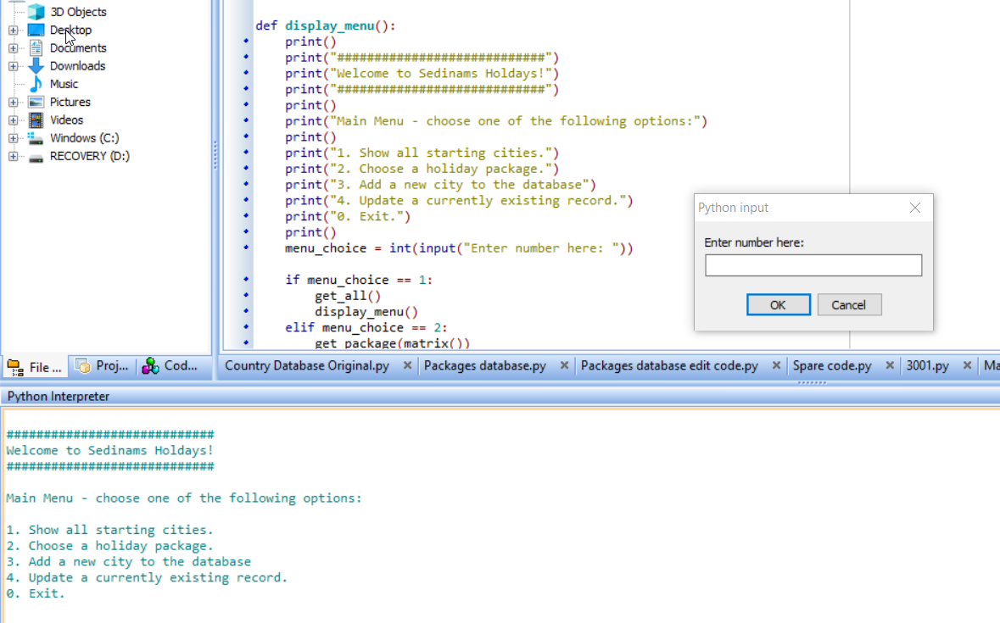 3D Objects
Desktop
Documents
Downloads
Music
Pictures
Videos
Windows (C:)
RECOVERY (D:)
File ...
Proj...
Cod...
def display_menu():
print()
print("############################")
print("Welcome to Sedinams Holdays!")
print("############################")
print()
print("Main Menu - choose one of the following options:")
print()
print("1. Show all starting cities.")
print("2. Choose a holiday package.")
print("3. Add a new city to the database")
print("4. Update a currently existing record.")
print("0. Exit.")
print()
menu_choice = int(input("Enter number here: "))
if menu_choice == 1:
get_all()
display_menu()
elif menu_choice == 2:
get_package(matrix())
Python input
Enter number here:
OK
Cancel
Country Database Original.py
Packages database.py
Packages database edit code.py
Spare code.py
3001.py
Ma
Python Interpreter
############################
Welcome to Sedinams Holdays!
############################
Main Menu - choose one of the following options:
1. Show all starting cities.
2. Choose a holiday package.
3. Add a new city to the database
4. Update a currently existing record.
0. Exit.